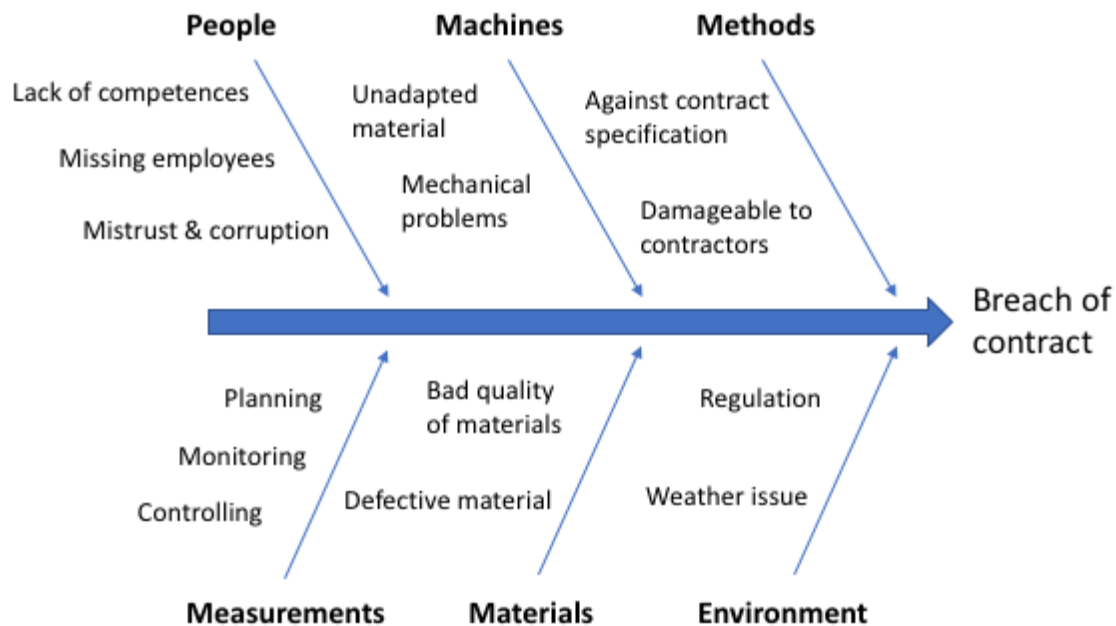 People
Machines
Methods
Lack of competences
Missing employees
Mistrust & corruption
Unadapted
material
Mechanical
problems
Against contract
specification
Damageable to
contractors
Breach of
contract
Planning
Monitoring
Controlling
Bad quality
of materials
Defective material
Regulation
Weather issue
Measurements
Materials
Environment